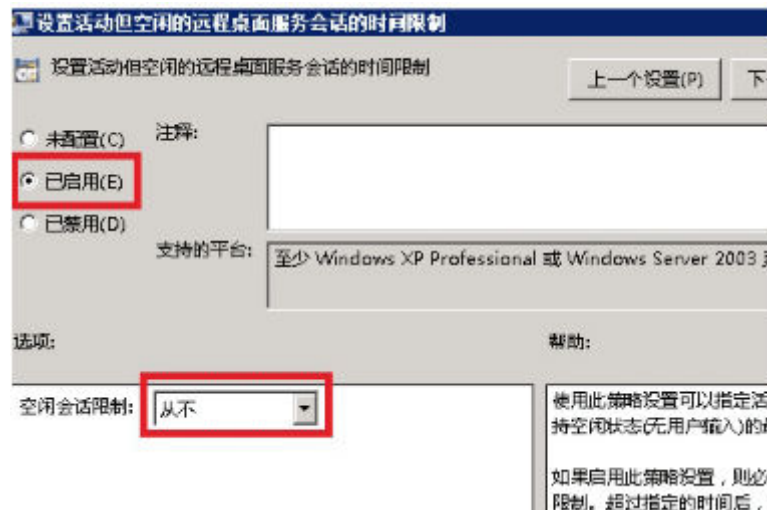 设置活动但空闲的远程桌面服务会话的时间限制
设置活动但空闲的远程桌面服务会话的时间限制
上一个设置(P)
下
未配置(C)
注释:
已启用(E)
已禁用(D)
支持的平台:
至少 Windows XP Professional 或 Windows Server 2003
选项:
帮助:
空闲会话限制:
从不
使用此策略设置可以指定活
持空闲状态(无用户输入)的
如果启用此策略设置，则必
限制。超过指定的时间后，